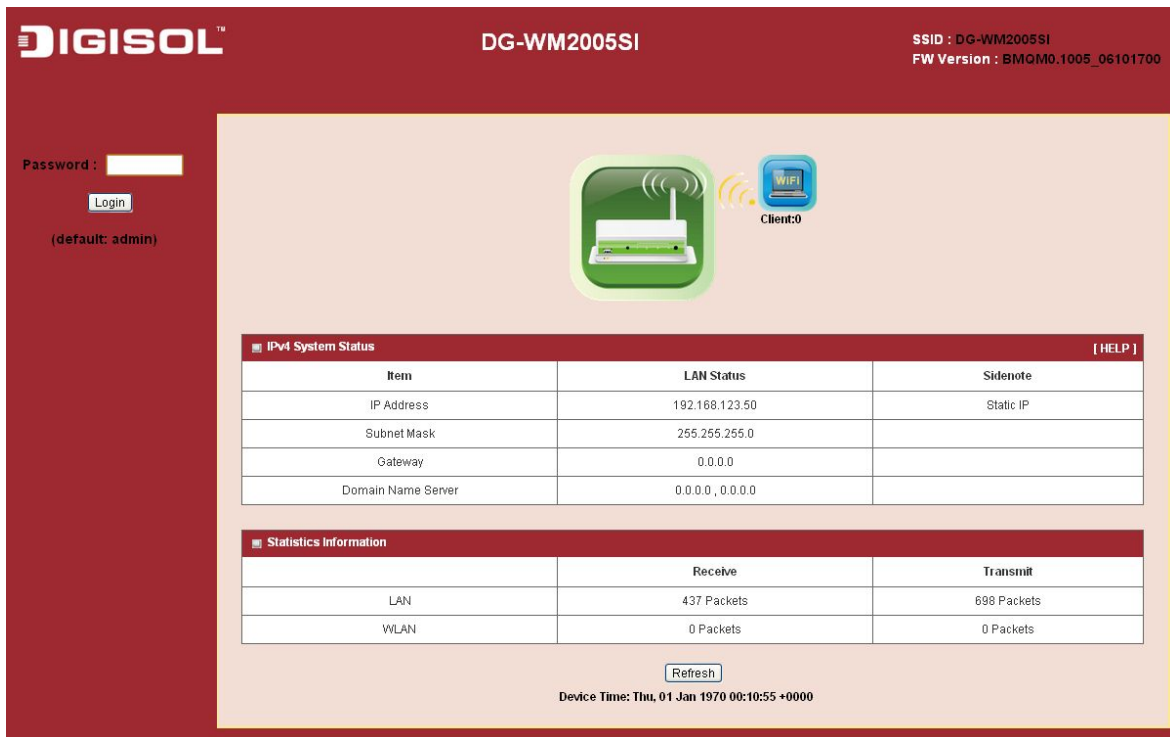 DIGISOL™
DG-WM2005SI
SSID : DG-WM2005SI
FW Version : BMQM0.1005_06101700
Password :
Login
(default: admin)
WIFI
Client:0
IPv4 System Status [ HELP ]
Item LAN Status Sidenote
IP Address 192.168.123.50 Static IP
Subnet Mask 255.255.255.0
Gateway 0.0.0.0
Domain Name Server 0.0.0.0 , 0.0.0.0
Statistics Information
Receive Transmit
LAN 437 Packets 698 Packets
WLAN 0 Packets 0 Packets
Refresh
Device Time: Thu, 01 Jan 1970 00:10:55 +0000